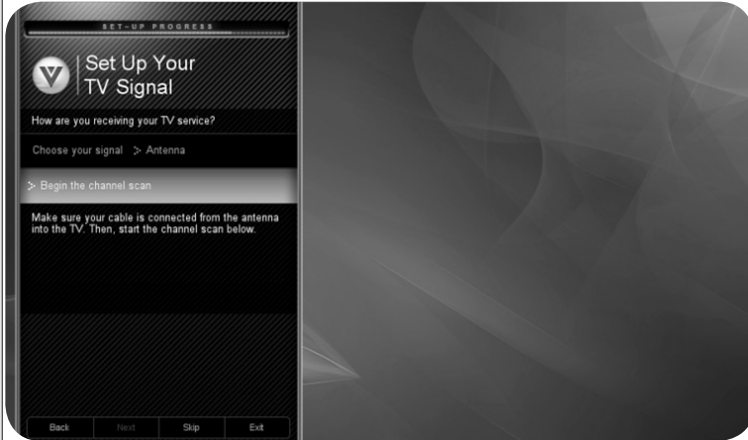 SET-UP PROGRESS
Set Up Your
TV Signal
How are you receiving your TV service?
Choose your signal > Antenna
> Begin the channel scan
Make sure your cable is connected from the antenna
into the TV. Then, start the channel scan below.
Back Next Skip Exit